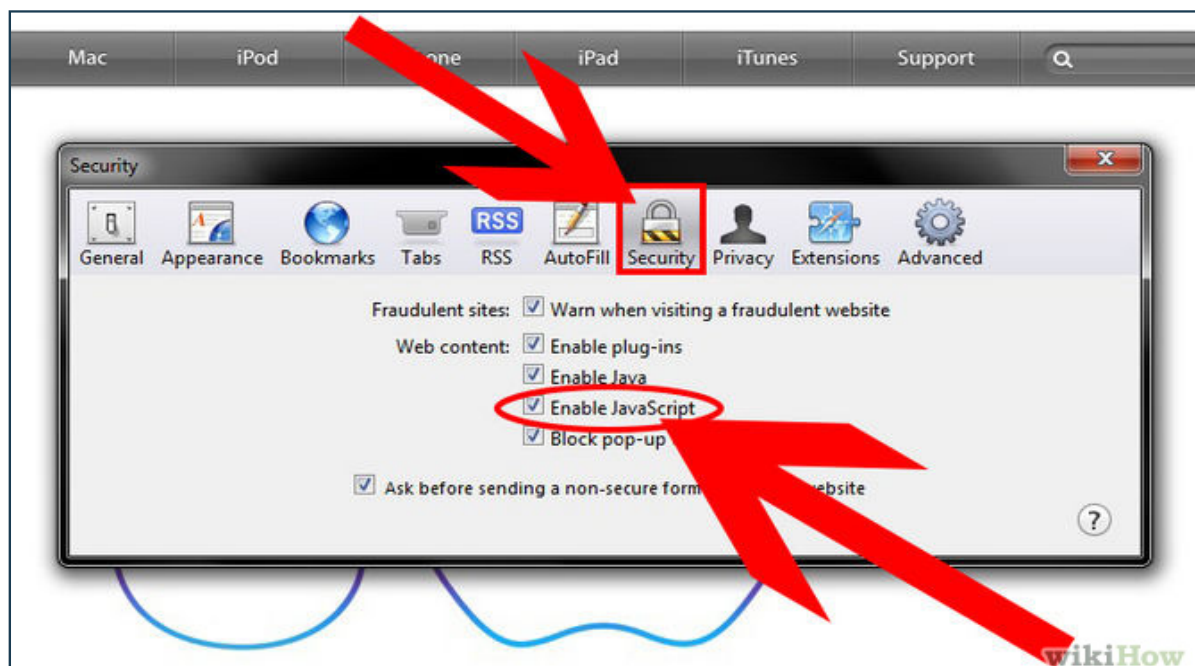 Mac iPod one iPad iTunes Support
Security
RSS
General Appearance Bookmarks Tabs RSS AutoFill Security Privacy Extensions Advanced
Fraudulent sites: Warn when visiting a fraudulent website
Web content: Enable plug-ins
Enable Java
Enable JavaScript
Block pop-up
Ask before sending a non-secure form website
?
wikiHow